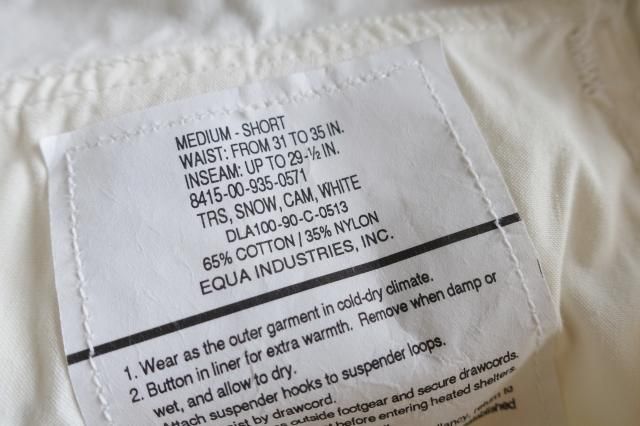 MEDIUM - SHORT
WAIST: FROM 31 TO 35 IN.
INSEAM: UP TO 29-½ IN.
8415-00-935-0571
TRS, SNOW, CAM, WHITE
DLA100-90-C-0513
65% COTTON / 35% NYLON
EQUA INDUSTRIES, INC.
1. Wear as the outer garment in cold-dry climate.
2. Button in liner for extra warmth. Remove when damp or
wet, and allow to dry.
Attach suspender hooks to suspender loops.
by drawcord.
outside footgear and secure drawcords.
before entering heated shelters
return to